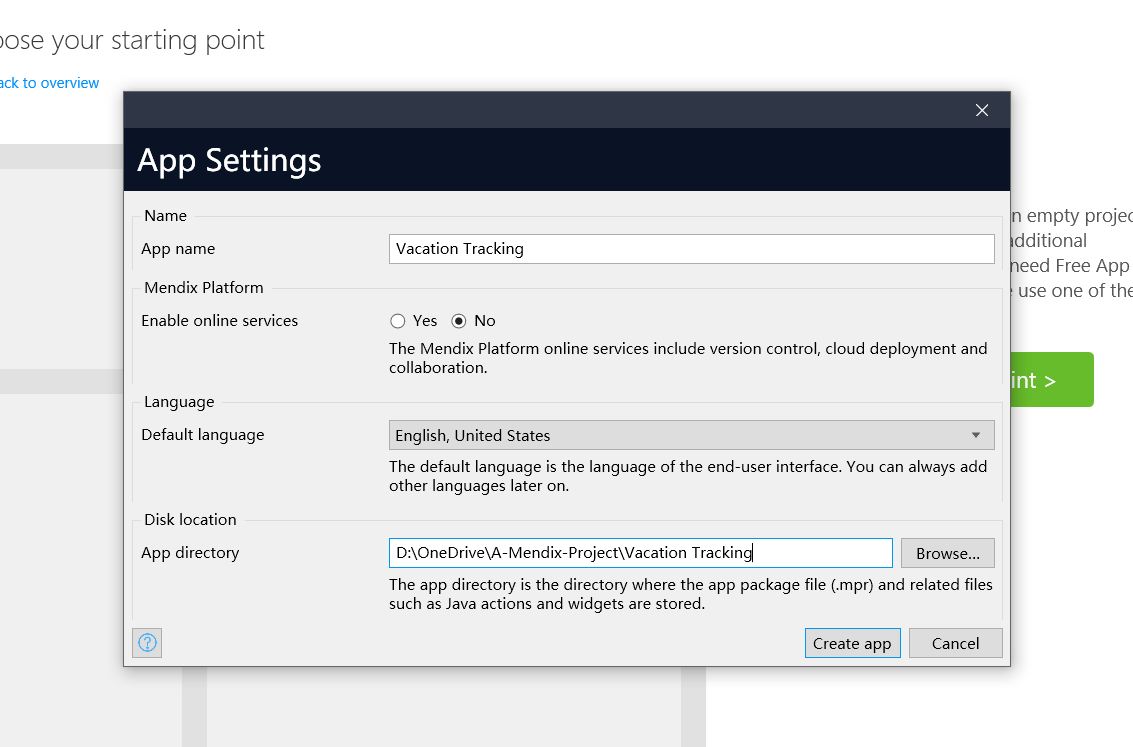 oose your starting point
ack to overview
App Settings
Name
App name
Vacation Tracking
Mendix Platform
Enable online services
Yes
No
The Mendix Platform online services include version control, cloud deployment and
collaboration.
Language
Default language
English, United States
The default language is the language of the end-user interface. You can always add
other languages later on.
Disk location
App directory
D:\OneDrive\A-Mendix-Project\Vacation Tracking
Browse...
The app directory is the directory where the app package file (.mpr) and related files
such as Java actions and widgets are stored.
?
Create app
Cancel
n empty projec
additional
need Free App
use one of the
int >